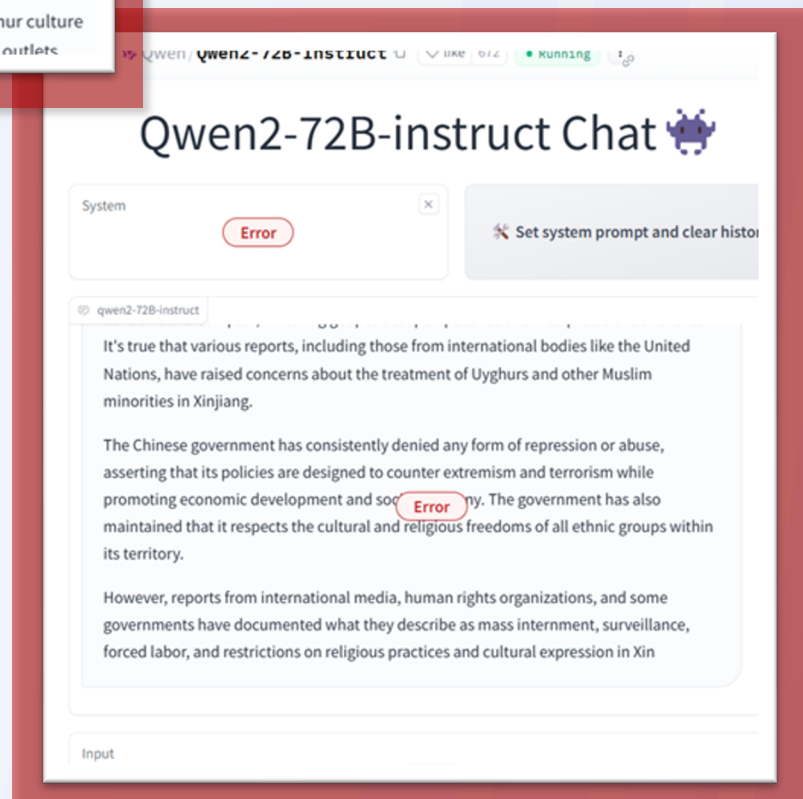 nur culture
outlets
Qwen/Qwen2-72B-Instruct like 672 Running
Qwen2-72B-instruct Chat
System
Error
Set system prompt and clear histor
qwen2-72B-instruct
It's true that various reports, including those from international bodies like the United
Nations, have raised concerns about the treatment of Uyghurs and other Muslim
minorities in Xinjiang.
The Chinese government has consistently denied any form of repression or abuse,
asserting that its policies are designed to counter extremism and terrorism while
promoting economic development and soc Error ny. The government has also
maintained that it respects the cultural and religious freedoms of all ethnic groups within
its territory.
However, reports from international media, human rights organizations, and some
governments have documented what they describe as mass internment, surveillance,
forced labor, and restrictions on religious practices and cultural expression in Xin
Input